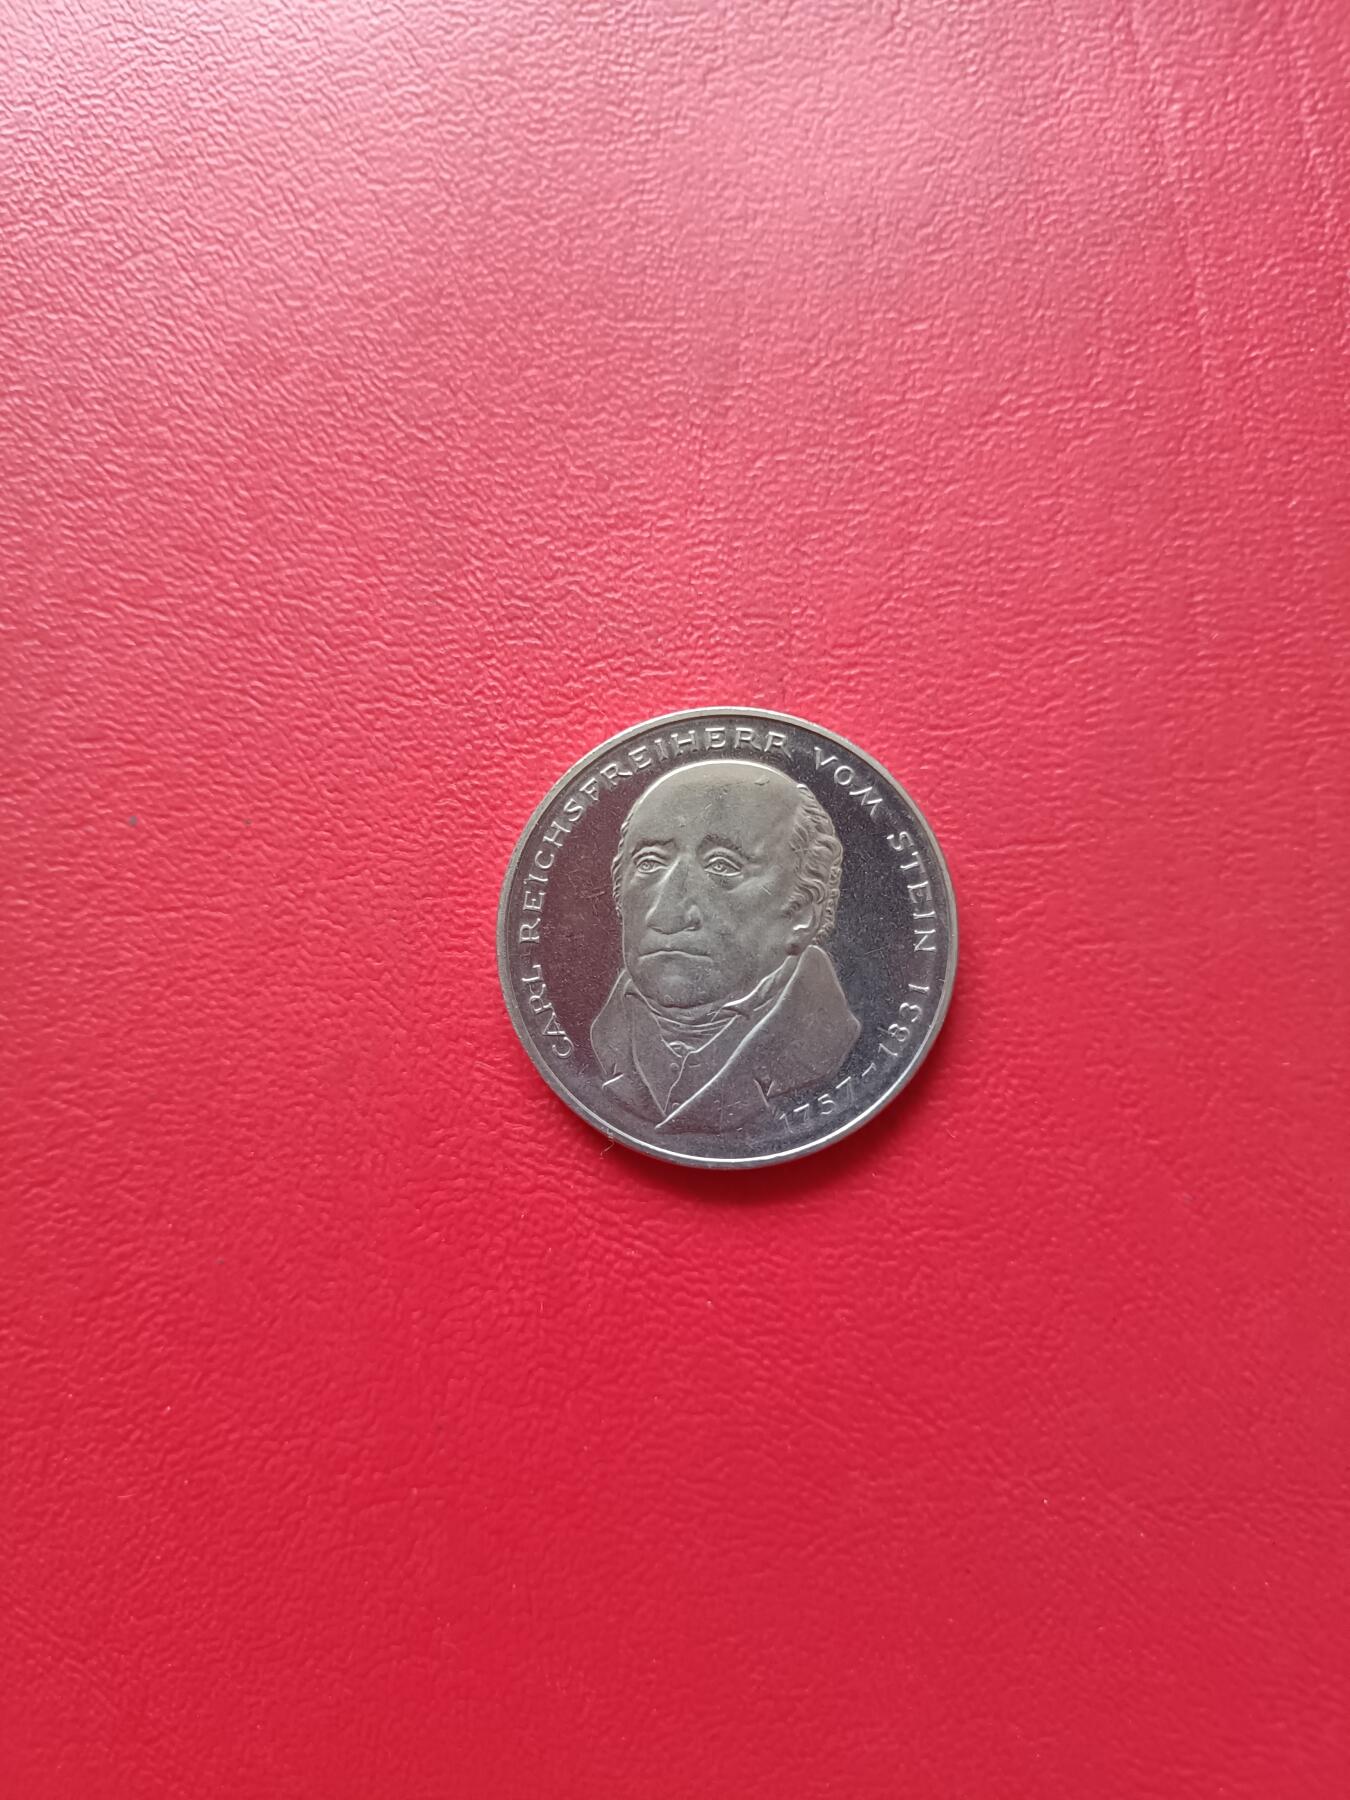 CARL REICHSFREIHERR VOM STEIN 1757-1831